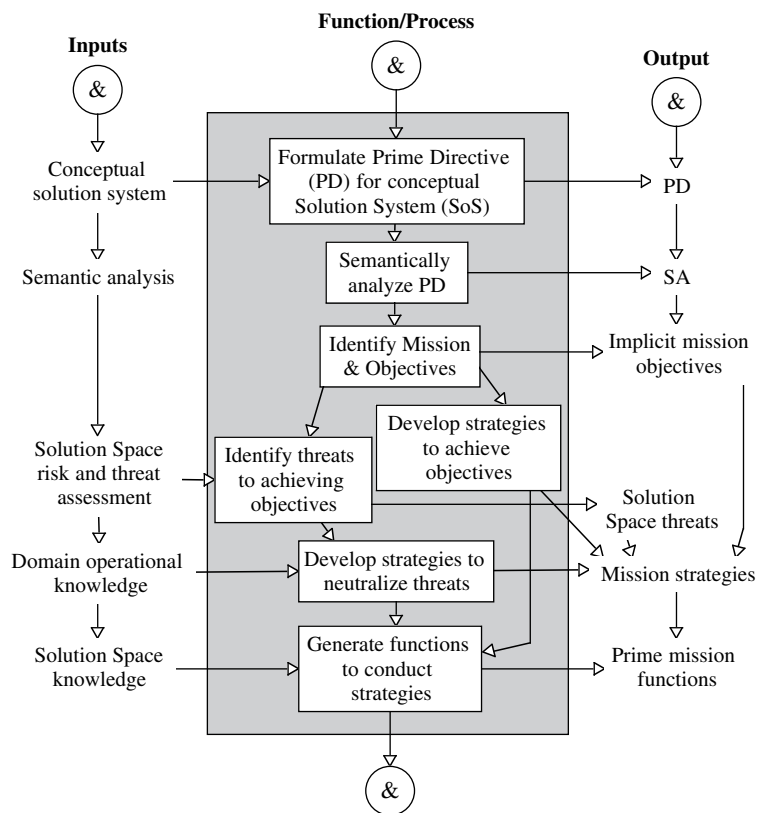 Function/Process
Inputs
Output
&
&
&
Formulate Prime Directive
(PD) for conceptual
Solution System (SoS)
Conceptual
solution system
PD
Semantically
analyze PD
Semantic analysis
SA
Identify Mission
& Objectives
Implicit mission
objectives
Develop strategies
to achieve
objectives
Solution Space
risk and threat
assessment
Identify threats
to achieving
objectives
Solution
Space threats
Domain operational
knowledge
Develop strategies to
neutralize threats
Mission strategies
Generate functions
to conduct
strategies
Solution Space
knowledge
Prime mission
functions
&